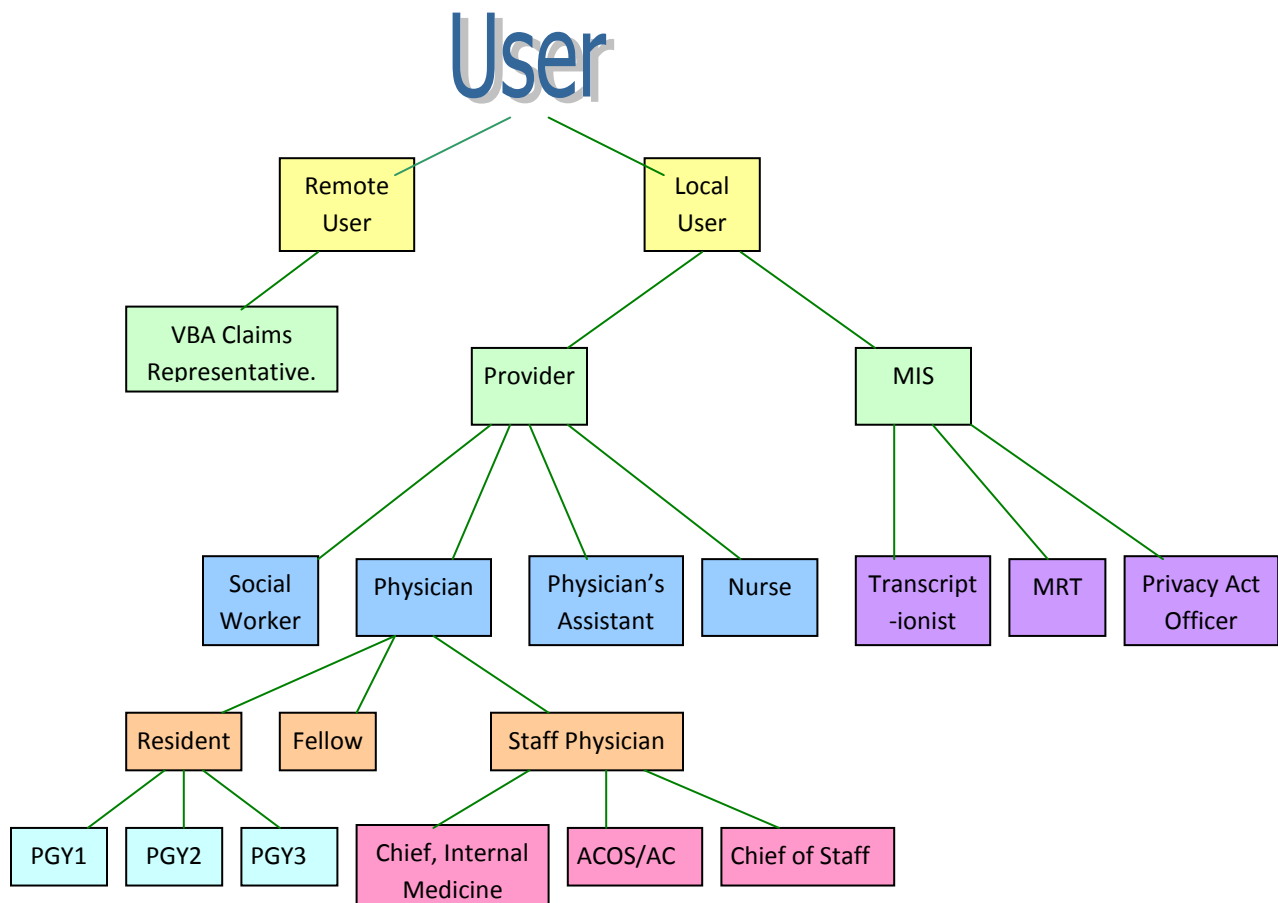 User
Remote
User
Local
User
VBA Claims
Representative.
Provider
MIS
Social
Worker
Physician
Physician’s
Assistant
Nurse
Transcript
-ionist
MRT
Privacy Act
Officer
Resident
Fellow
Staff Physician
PGY1
PGY2
PGY3
Chief, Internal
Medicine
ACOS/AC
Chief of Staff